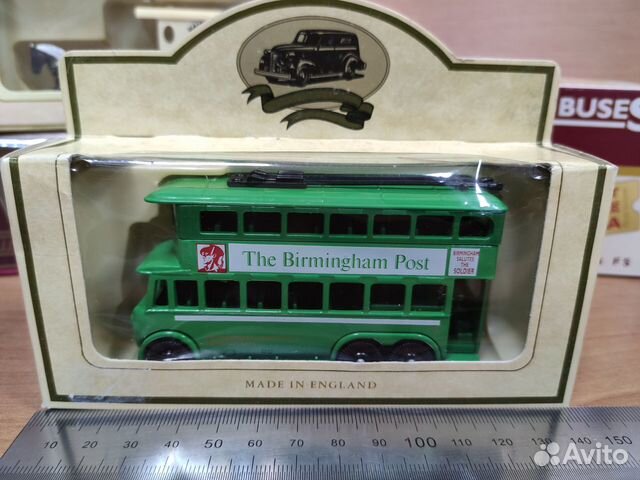 BUSES
The Birmingham Post
BIRMINGHAM
SALUTES
THE
SOLDIER
MADE IN ENGLAND
10 20 30 40 50 60 70 80 90 100 110 120 130 140 150
Avito